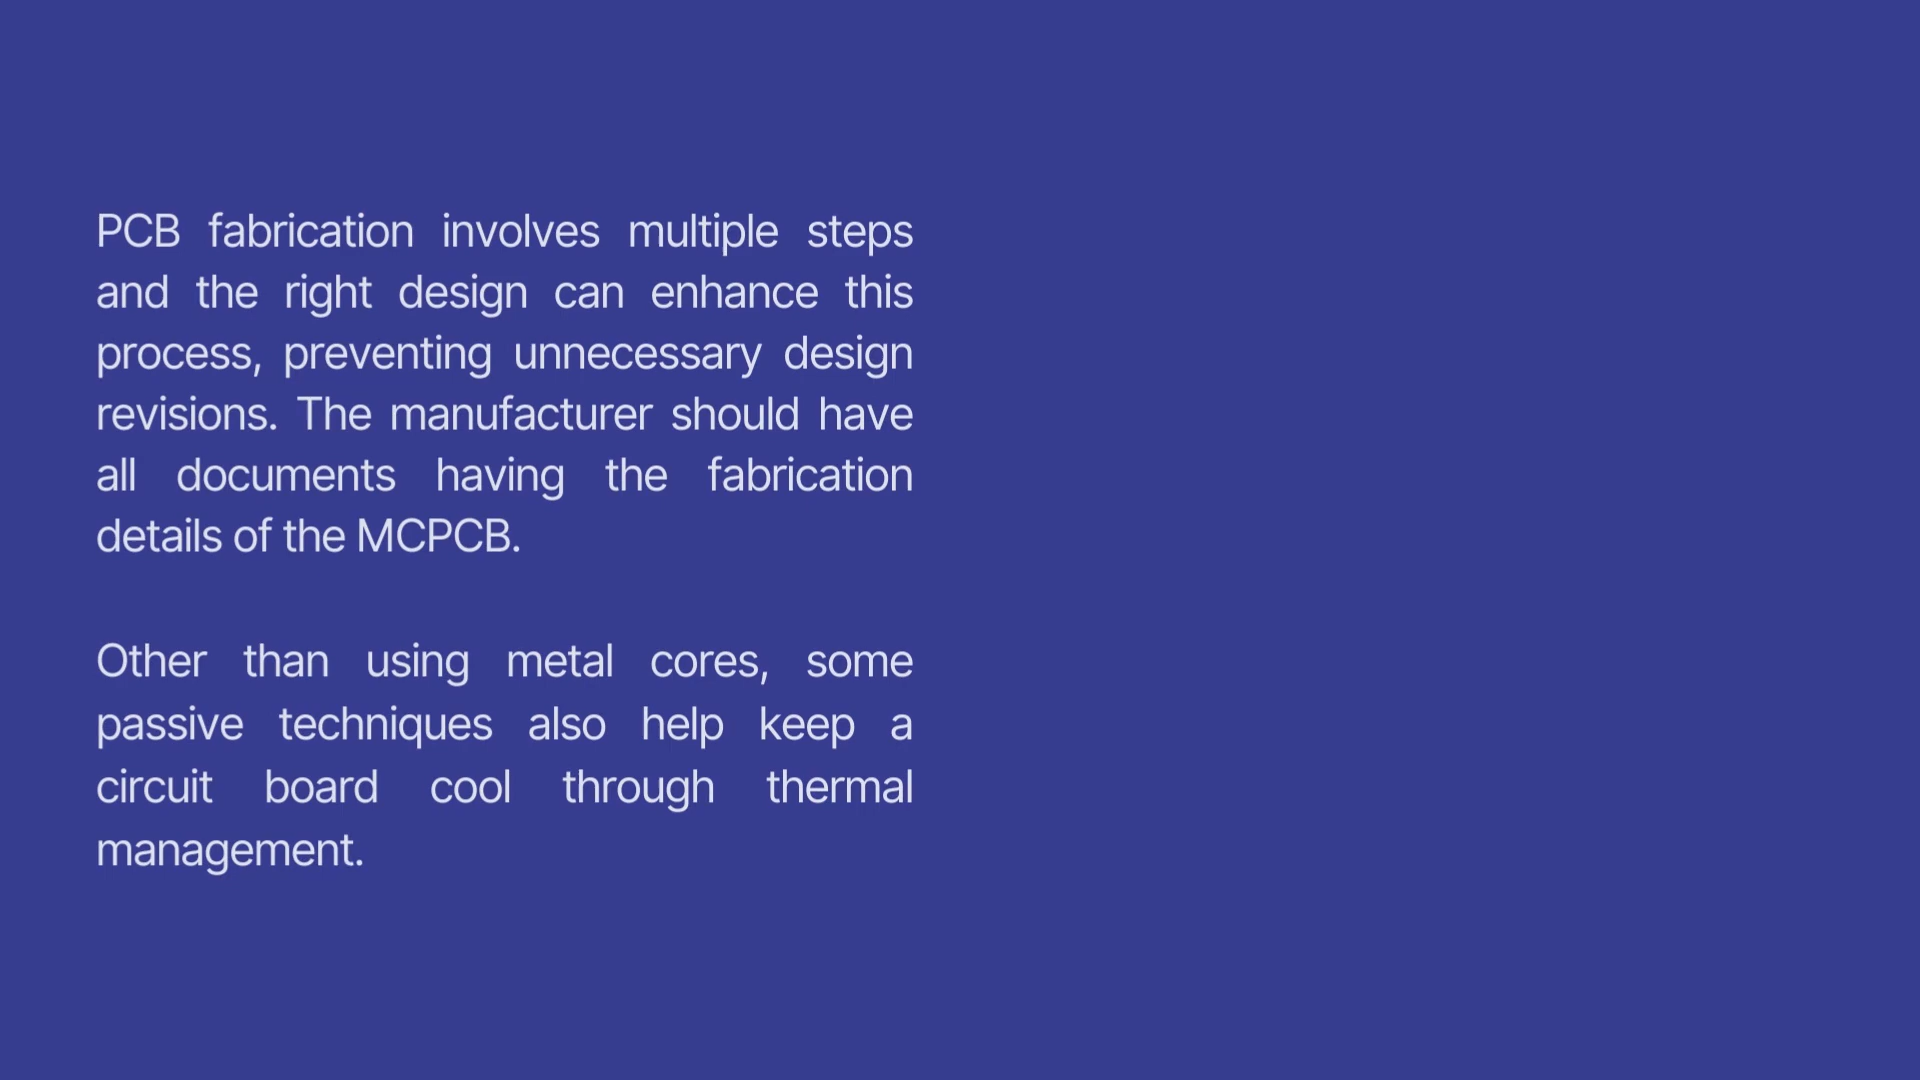 PCB fabrication involves multiple steps
and the right design can enhance this
process, preventing unnecessary design
revisions. The manufacturer should have
all documents having the fabrication
details of the MCPCB.
Other than using metal cores, some
passive techniques also help keep a
circuit board cool through thermal
management.